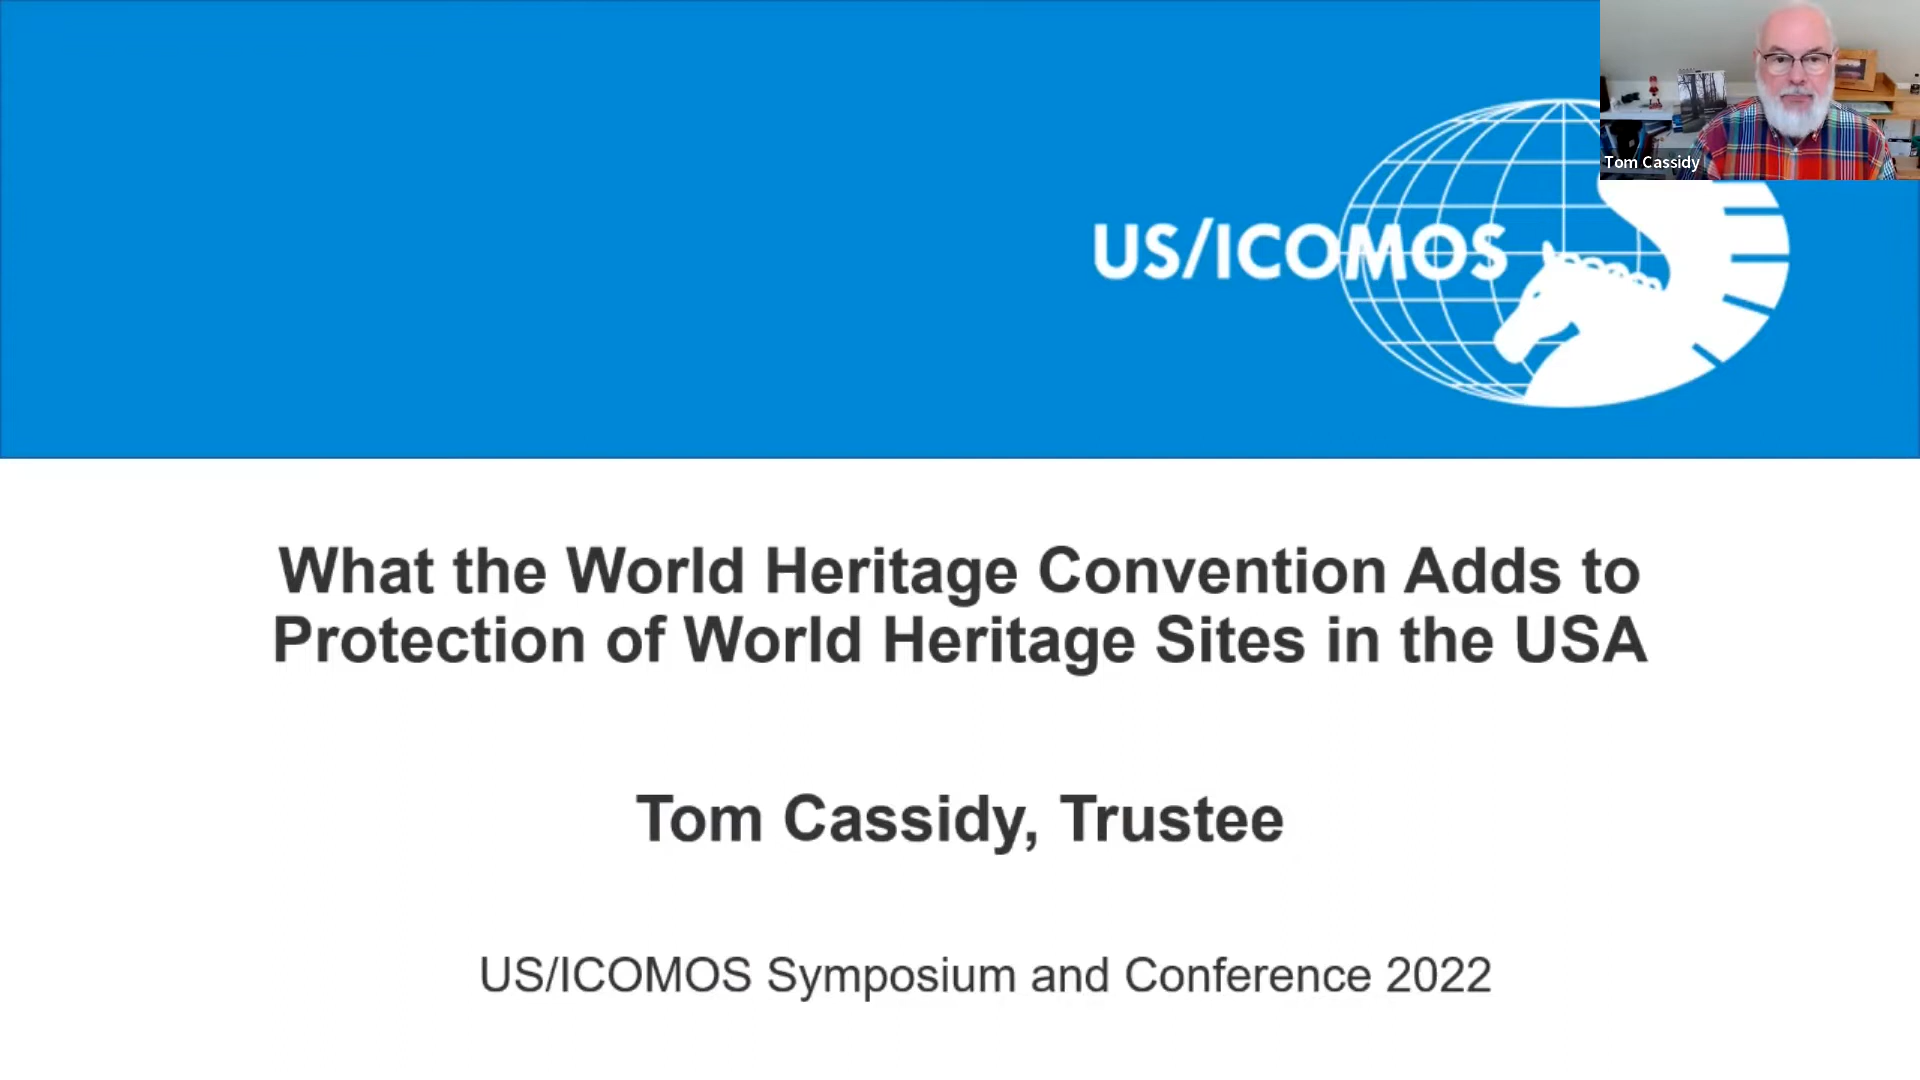 Tom Cassidy
US/ICOMOS
What the World Heritage Convention Adds to
Protection of World Heritage Sites in the USA
Tom Cassidy, Trustee
US/ICOMOS Symposium and Conference 2022